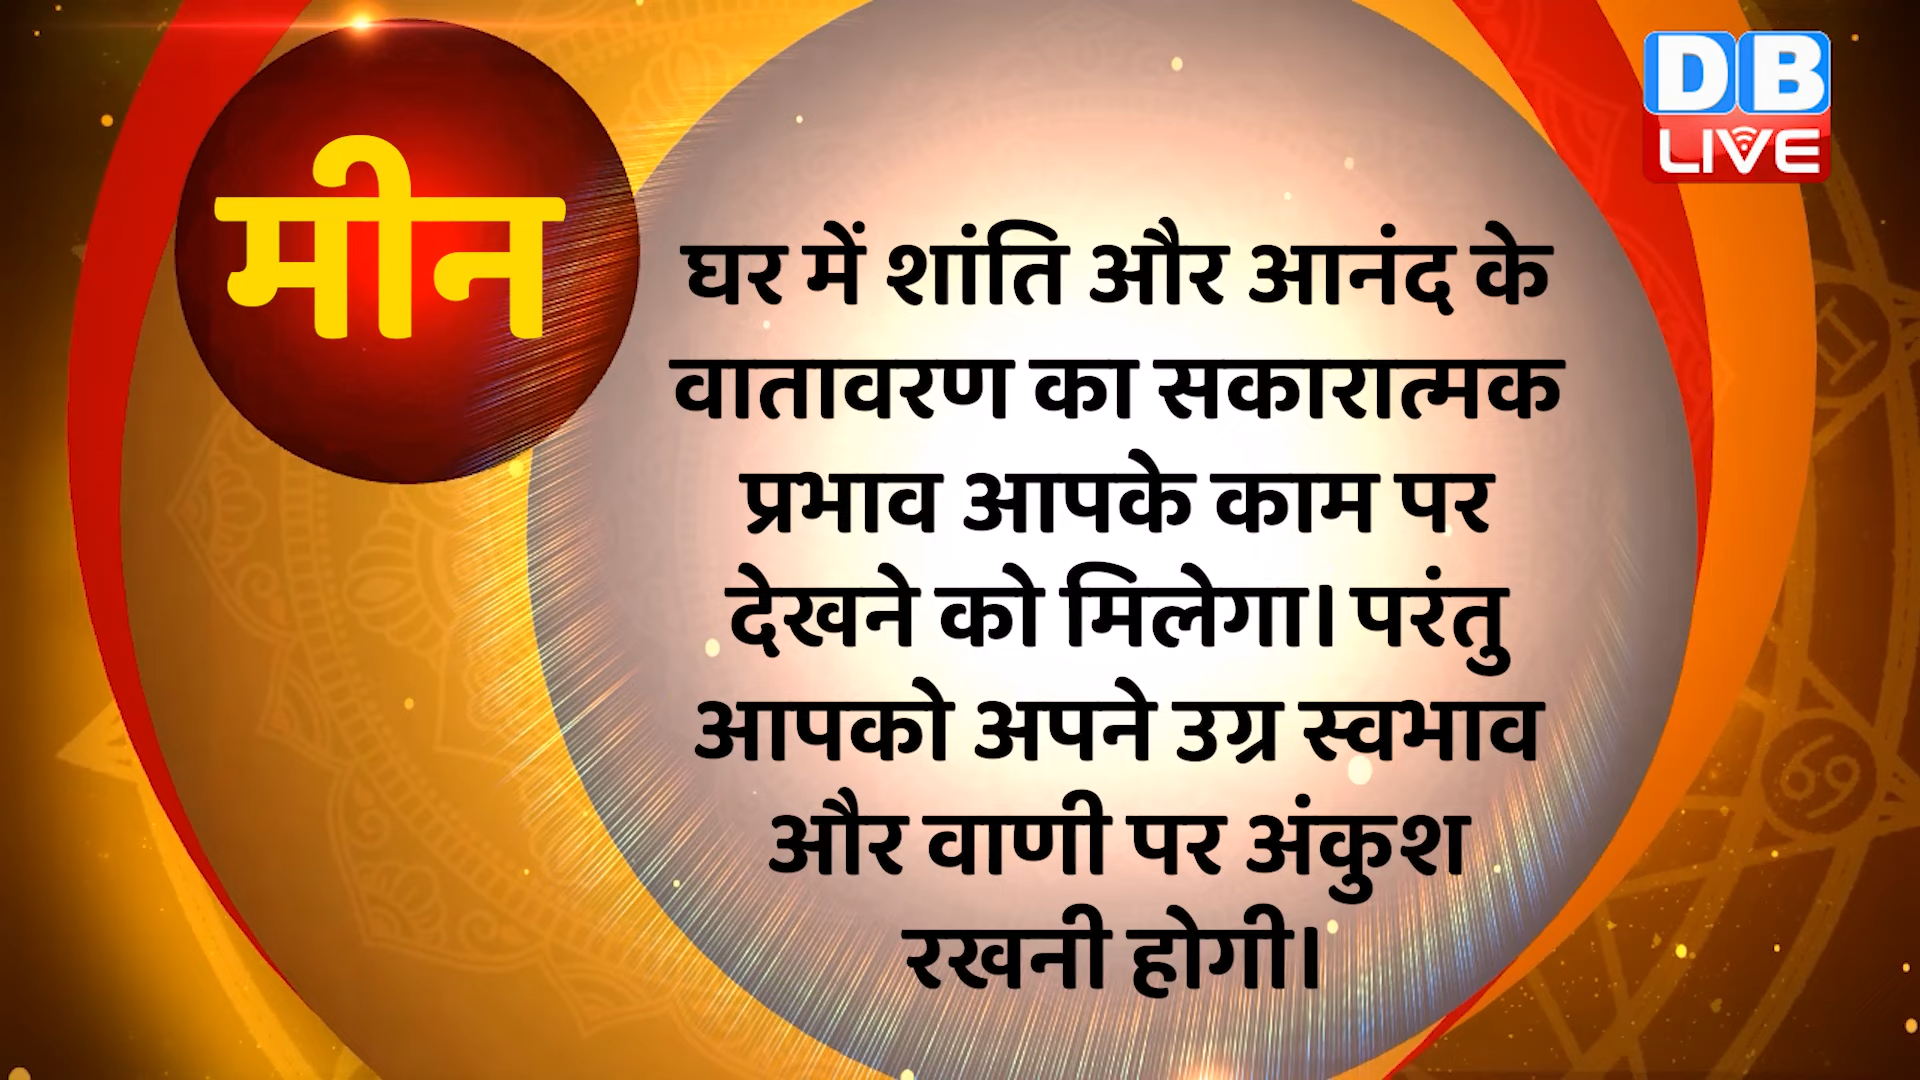 मीन
DB
LIVE
घर में शांति और आनंद के
वातावरण का सकारात्मक
प्रभाव आपके काम पर
देखने को मिलेगा। परंतु
आपको अपने उग्र स्वभाव
और वाणी पर अंकुश
रखनी होगी।